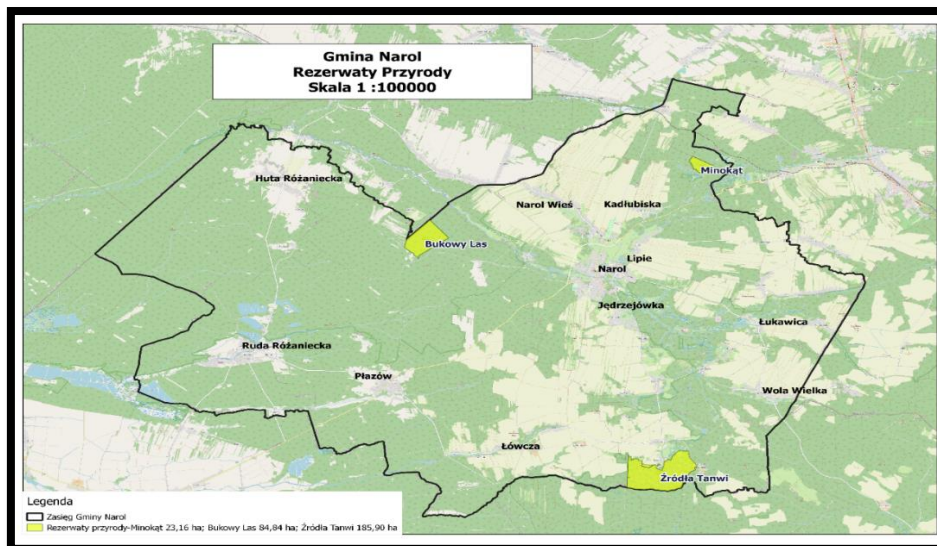 Gmina Narol
Rezerwaty Przyrody
Skala 1 :100000
Minokąt
Huta Różaniecka
Narol Wieś
Kadłubiska
Bukowy Las
Lipie
Narol
Jędrzejówka
Łukawica
Ruda Różaniecka
Płazów
Wola Wielka
Łówcza
Źródła Tanwi
Legenda
Zasięg Gminy Narol
Rezerwaty przyrody-Minokąt 23,16 ha; Bukowy Las 84,84 ha; Źródła Tanwi 185,90 ha